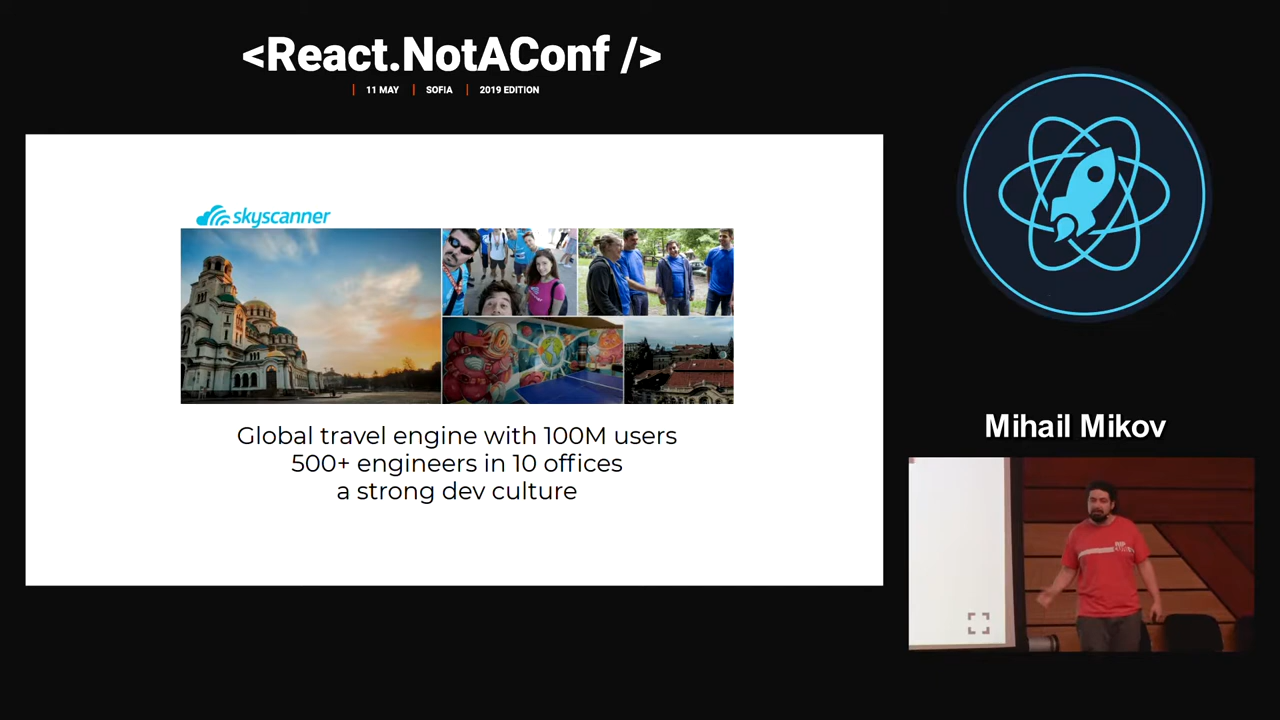 <React.NotAConf />
11 MAY
SOFIA
2019 EDITION
skyscanner
Global travel engine with 100M users
500+ engineers in 10 offices
a strong dev culture
Mihail Mikov